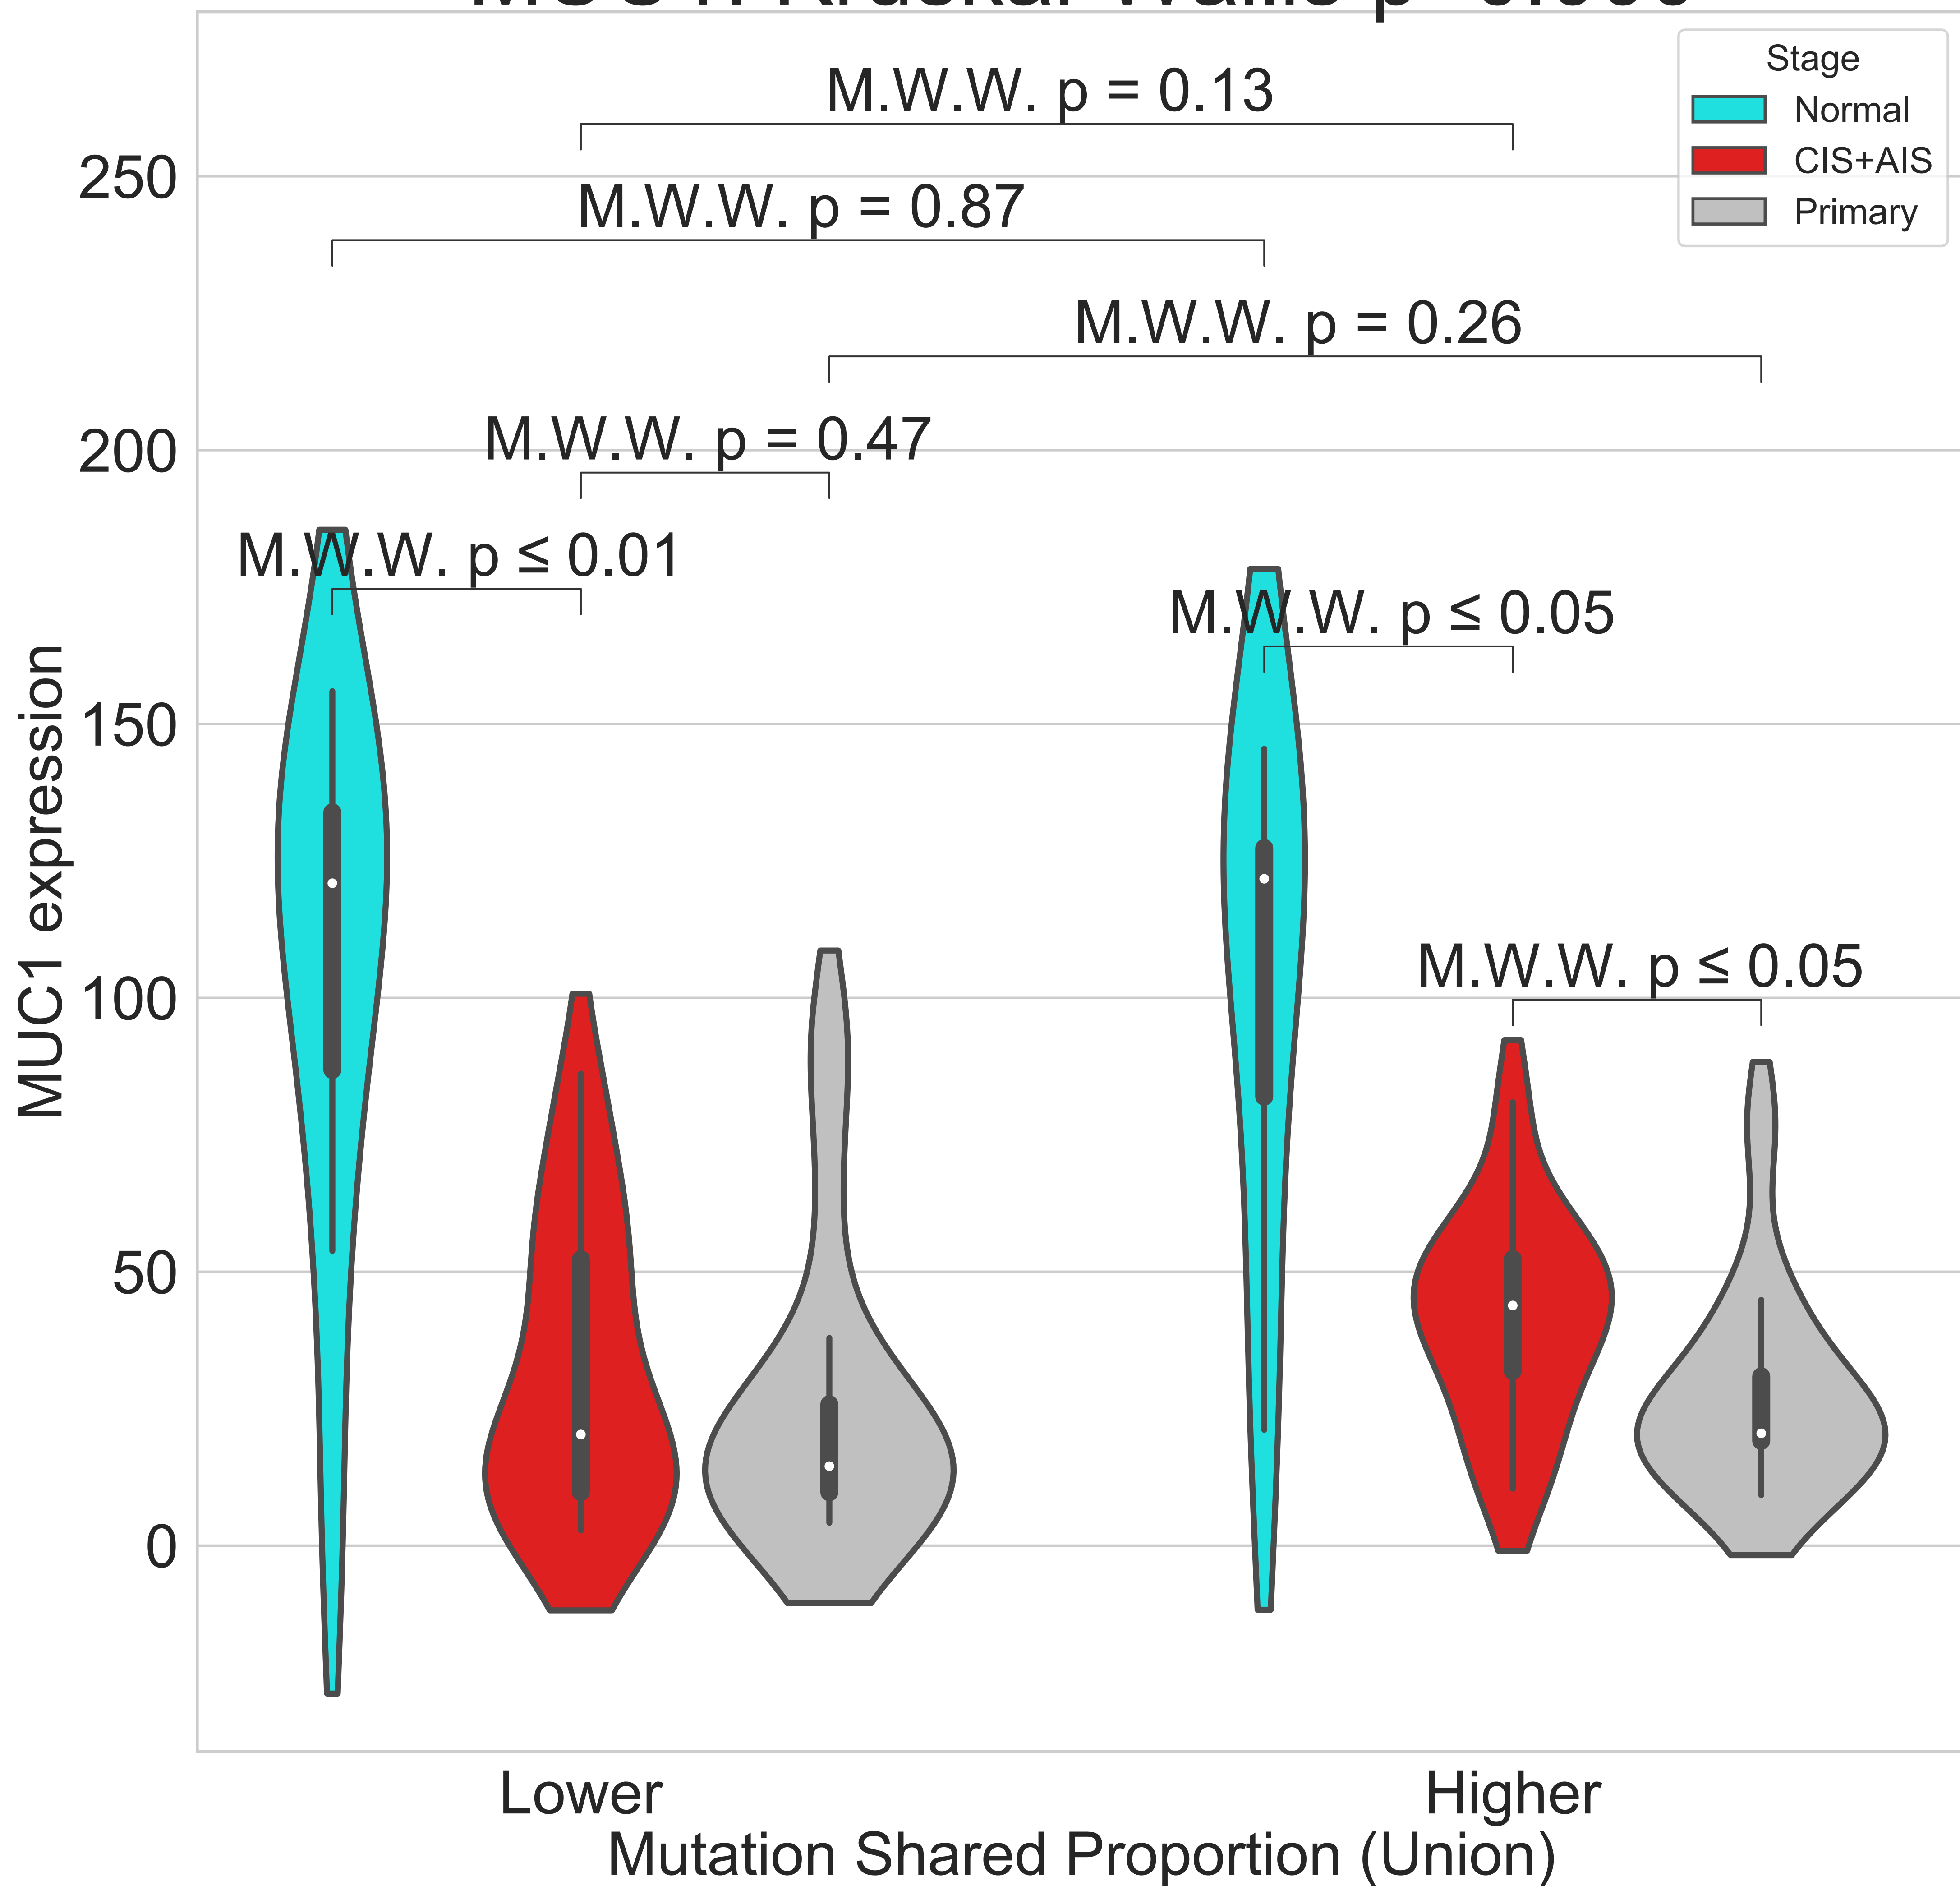 Stage
Normal
CIS+AIS
Primary
M.W.W. p = 0.13
M.W.W. p = 0.87
M.W.W. p = 0.26
M.W.W. p = 0.47
M.W.W. p ≤ 0.01
M.W.W. p ≤ 0.05
M.W.W. p ≤ 0.05
250
200
150
100
50
0
MUC1 expression
Lower
Higher
Mutation Shared Proportion (Union)